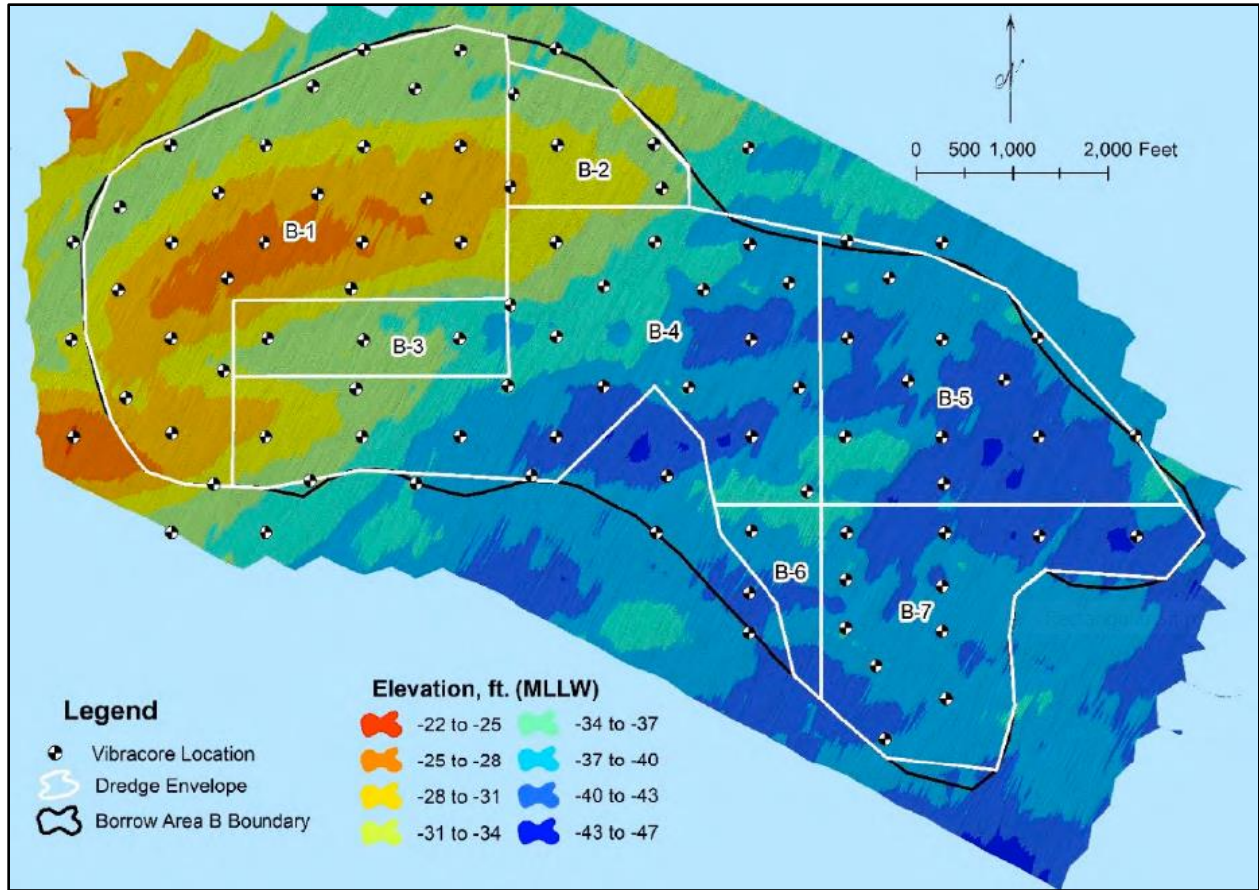 N
0 500 1,000 2,000 Feet
B-2
B-1
B-4
B-3
B-5
B-6
B-7
Legend
Vibracore Location
Dredge Envelope
Borrow Area B Boundary
Elevation, ft. (MLLW)
-22 to -25 -34 to -37
-25 to -28 -37 to -40
-28 to -31 -40 to -43
-31 to -34 -43 to -47